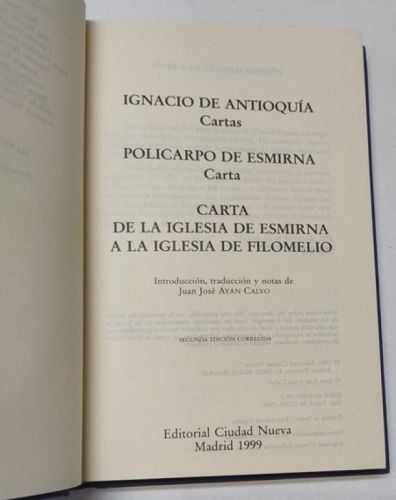 IGNACIO DE ANTIOQUÍA
Cartas
POLICARPO DE ESMIRNA
Carta
CARTA
DE LA IGLESIA DE ESMIRNA
A LA IGLESIA DE FILOMELIO
Introducción, traducción y notas de
Juan José AYÁN CALVO
SEGUNDA EDICIÓN CORREGIDA
Editorial Ciudad Nueva
Madrid 1999